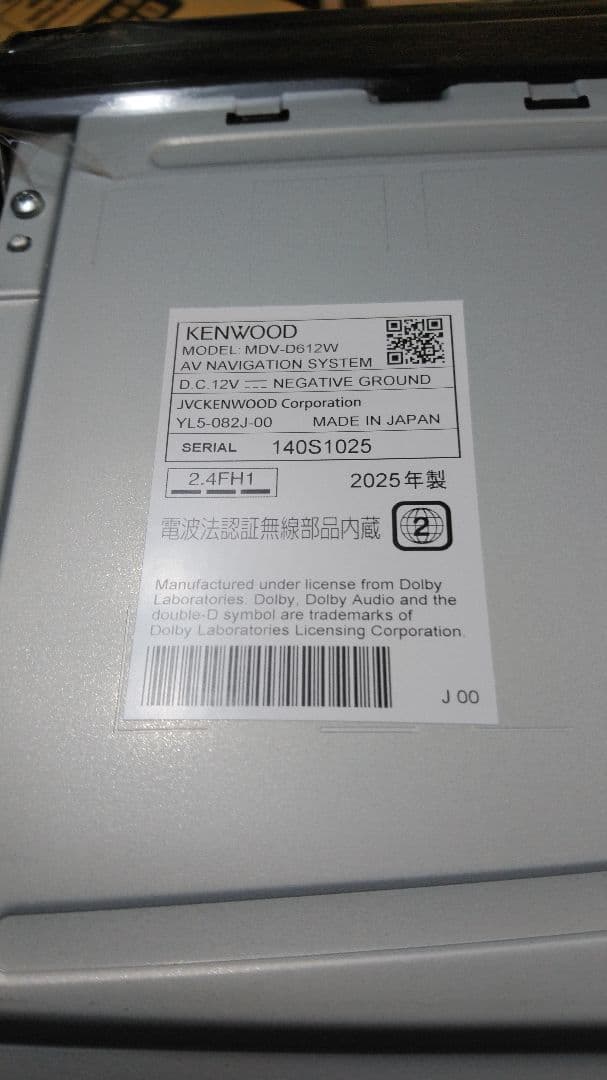 KENWOOD
MODEL: MDV-D612W
AV NAVIGATION SYSTEM
D.C.12V NEGATIVE GROUND
JVCKENWOOD Corporation
YL5-082J-00 MADE IN JAPAN
SERIAL 140S1025
2.4FH1 2025年製
電波法認証無線部品内蔵 2
Manufactured under license from Dolby
Laboratories. Dolby, Dolby Audio and the
double-D symbol are trademarks of
Dolby Laboratories Licensing Corporation.
J 00